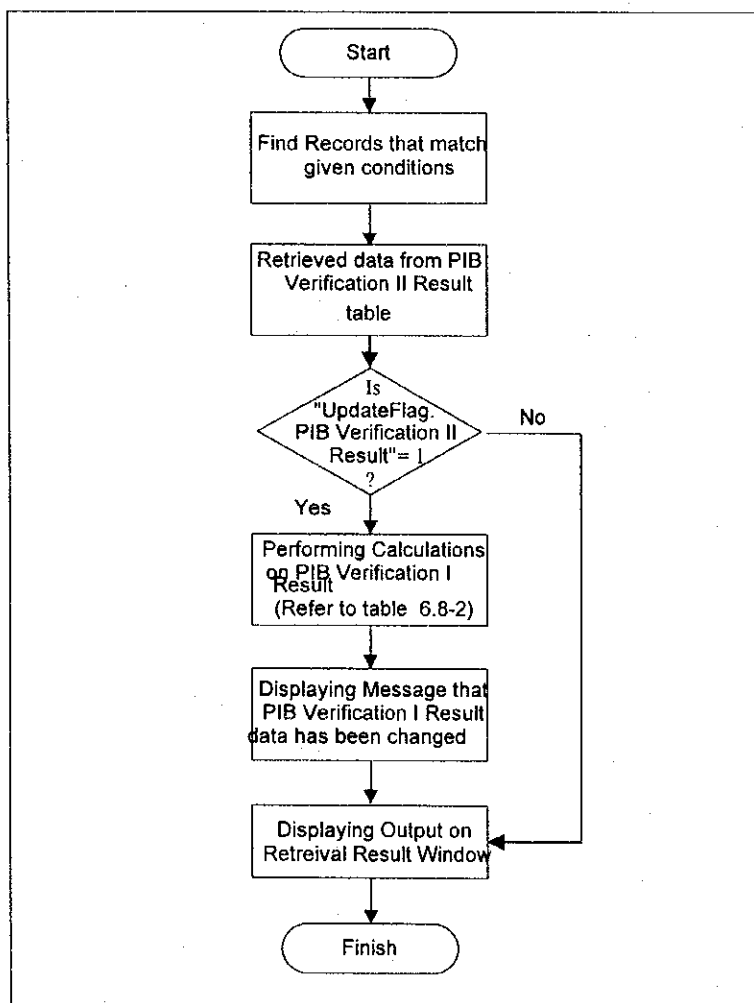 Start
Find Records that match
given conditions
Retrieved data from PIB
Verification II Result
table
Is
"UpdateFlag.
PIB Verification II
Result"= 1
?
No
Yes
Performing Calculations
on PIB Verification I
Result
(Refer to table 6.8-2)
Displaying Message that
PIB Verification I Result
data has been changed
Displaying Output on
Retreival Result Window
Finish